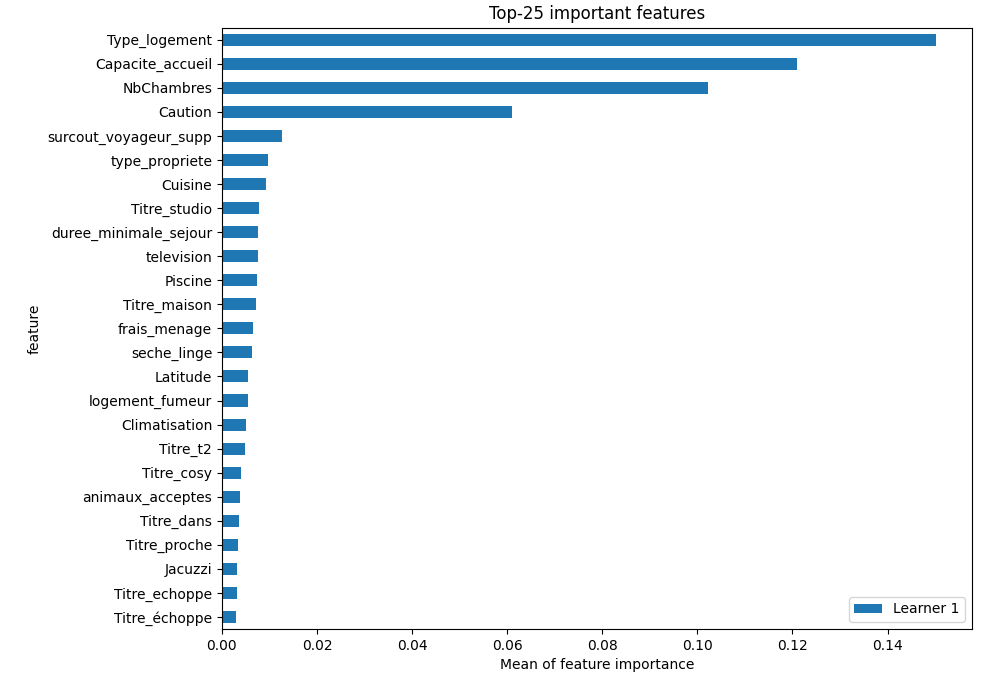 Top-25 important features
Type_logement
Capacite_accueil
NbChambres
Caution
surcout_voyageur_supp
type_propriete
Cuisine
Titre_studio
duree_minimale_sejour
television
Piscine
Titre_maison
frais_menage
seche_linge
Latitude
logement_fumeur
Climatisation
Titre_t2
Titre_cosy
animaux_acceptes
Titre_dans
Titre_proche
Jacuzzi
Titre_echoppe
Titre_échoppe
feature
Learner 1
0.00 0.02 0.04 0.06 0.08 0.10 0.12 0.14
Mean of feature importance